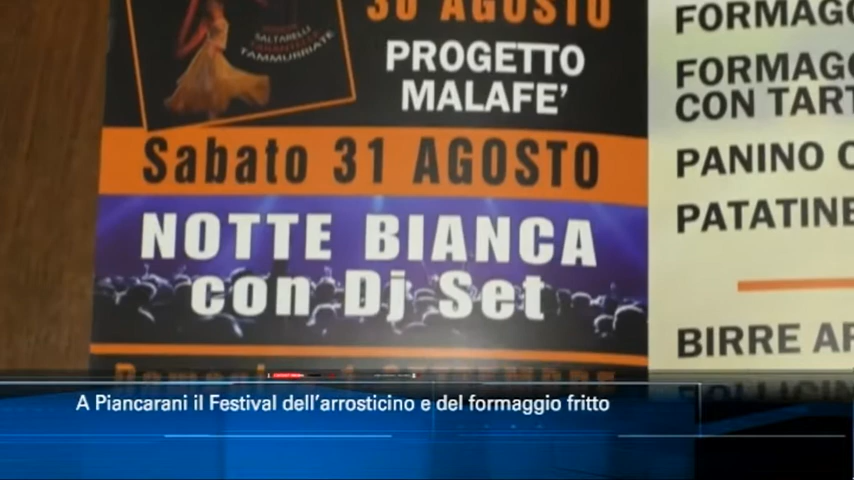 30 AGOSTO
SALTARELLI
TAMMURRIATE
PROGETTO
MALAFE'
Sabato 31 AGOSTO
NOTTE BIANCA
con Dj Set
FORMAGG
FORMAGG
CON TART
PANINO C
PATATINE
BIRRE AR
A Piancarani il Festival dell'arrosticino e del formaggio fritto